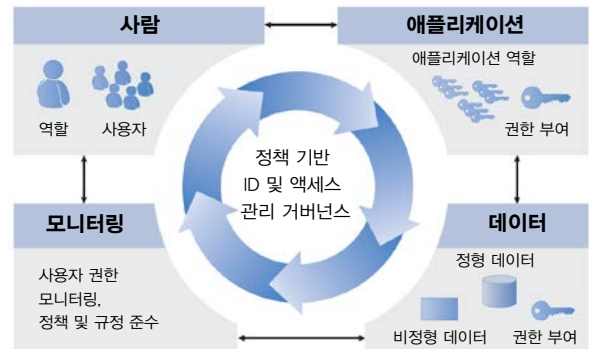 사람
역할
사용자
애플리케이션
애플리케이션 역할
권한 부여
정책 기반
ID 및 액세스
관리 거버넌스
모니터링
사용자 권한
모니터링,
정책 및 규정 준수
데이터
정형 데이터
비정형 데이터
권한 부여